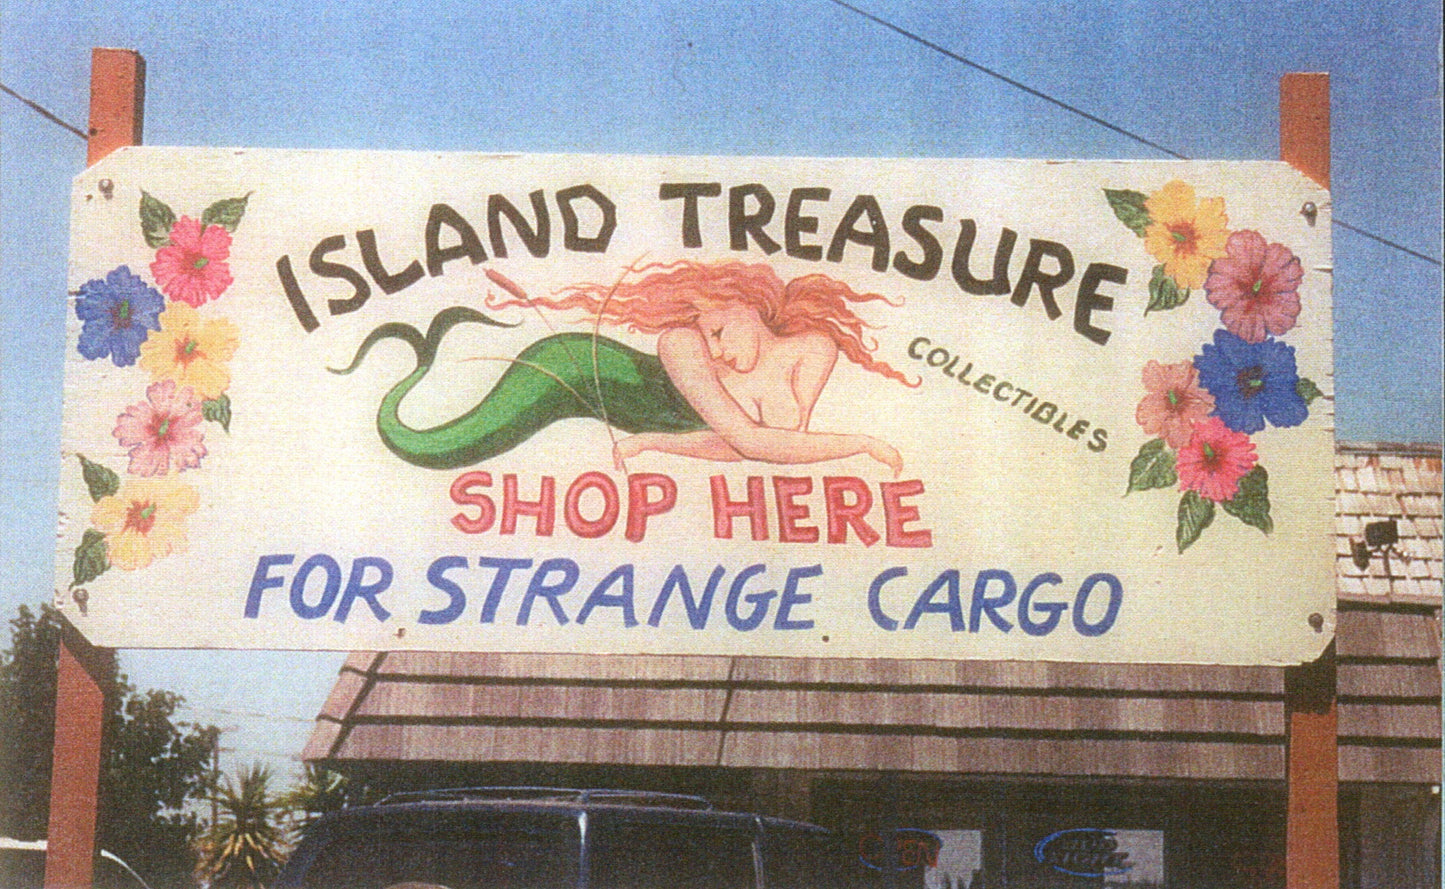 ISLAND TREASURE
COLLECTIBLES
SHOP HERE
FOR STRANGE CARGO